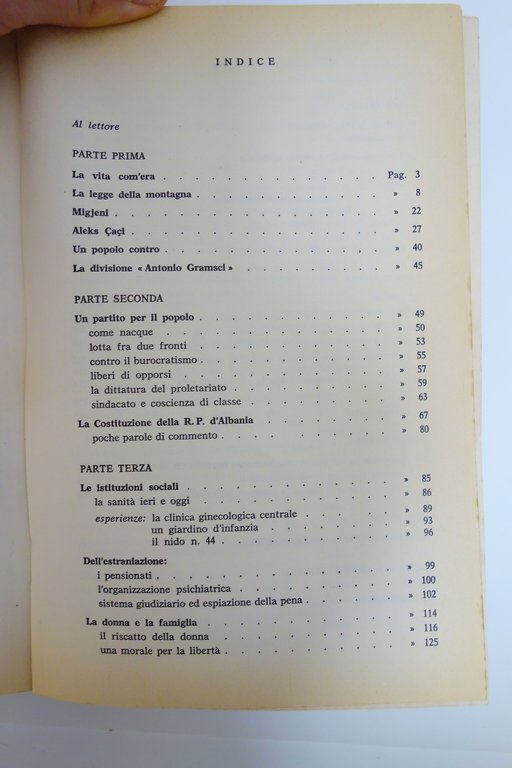 INDICE
Al lettore
PARTE PRIMA
La vita com'era . . . . . . . . . . . Pag. 3
La legge della montagna . . . . . . . . . » 8
Migjeni . . . . . . . . . . . . . . » 22
Aleks Çaçi . . . . . . . . . . . . . » 27
Un popolo contro . . . . . . . . . . . » 40
La divisione « Antonio Gramsci » . . . . . . . » 45
PARTE SECONDA
Un partito per il popolo . . . . . . . . . » 49
come nacque . . . . . . . . . . . » 50
lotta fra due fronti . . . . . . . . . . » 53
contro il burocratismo . . . . . . . . . » 55
liberi di opporsi . . . . . . . . . . » 57
la dittatura del proletariato . . . . . . . . » 59
sindacato e coscienza di classe . . . . . . . » 63
La Costituzione della R. P. d'Albania . . . . . . » 67
poche parole di commento . . . . . . . . » 80
PARTE TERZA
Le istituzioni sociali . . . . . . . . . . » 85
la sanità ieri e oggi . . . . . . . . . » 86
esperienze: la clinica ginecologica centrale . . . . » 89
un giardino d'infanzia . . . . . . » 93
il nido n. 44 . . . . . . . . » 96
Dell'estraniazione:
» 99
i pensionati . . . . . . . . . . . » 100
l'organizzazione psichiatrica . . . . . . . » 102
sistema giudiziario ed espiazione della pena . . . .
La donna e la famiglia . . . . . . . . . » 114
il riscatto della donna . . . . . . . . » 116
una morale per la libertà . . . . . . . . » 125